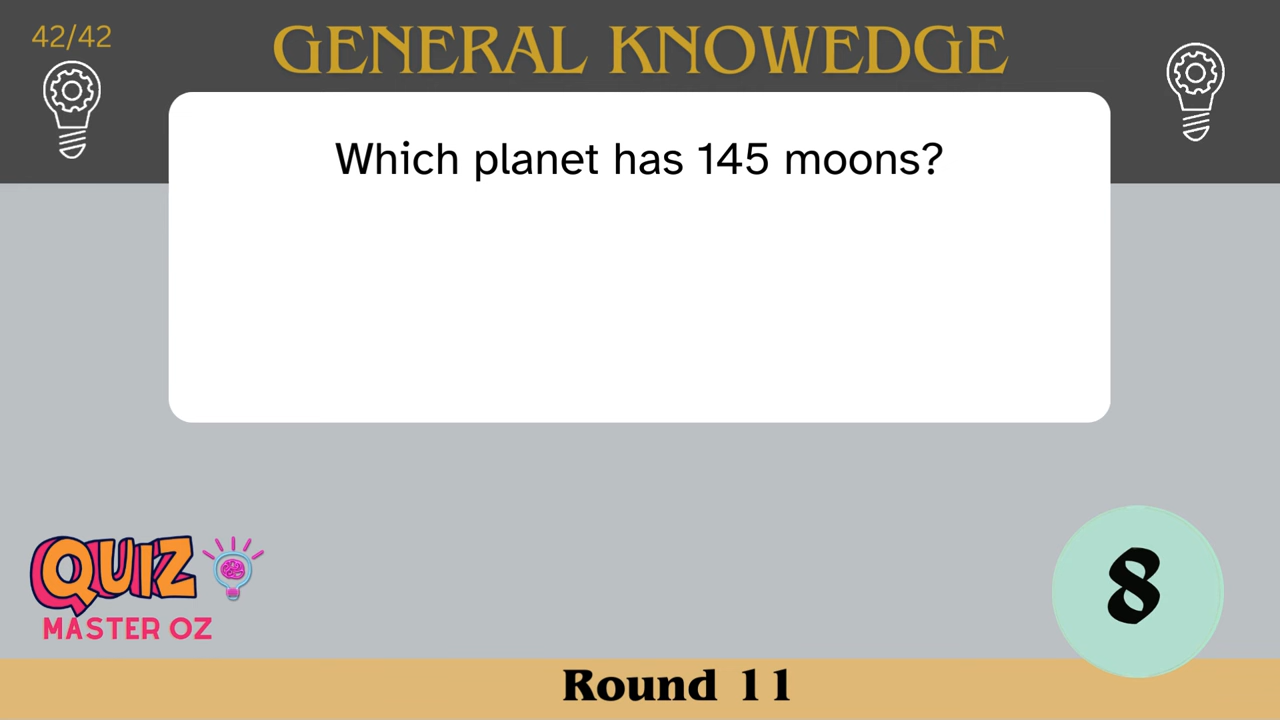 42/42
GENERAL KNOWEDGE
Which planet has 145 moons?
QUIZ
MASTER OZ
8
Round 11